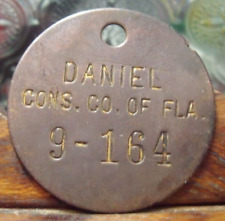 DANIEL
CONS. CO. OF FLA.
9-164